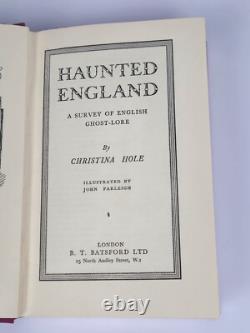 HAUNTED
ENGLAND
A SURVEY OF ENGLISH
GHOST-LORE
By
CHRISTINA HOLE
ILLUSTRATED BY
JOHN FARLEIGH
LONDON
B. T. BATSFORD LTD
15 North Audley Street, W.1
ebay